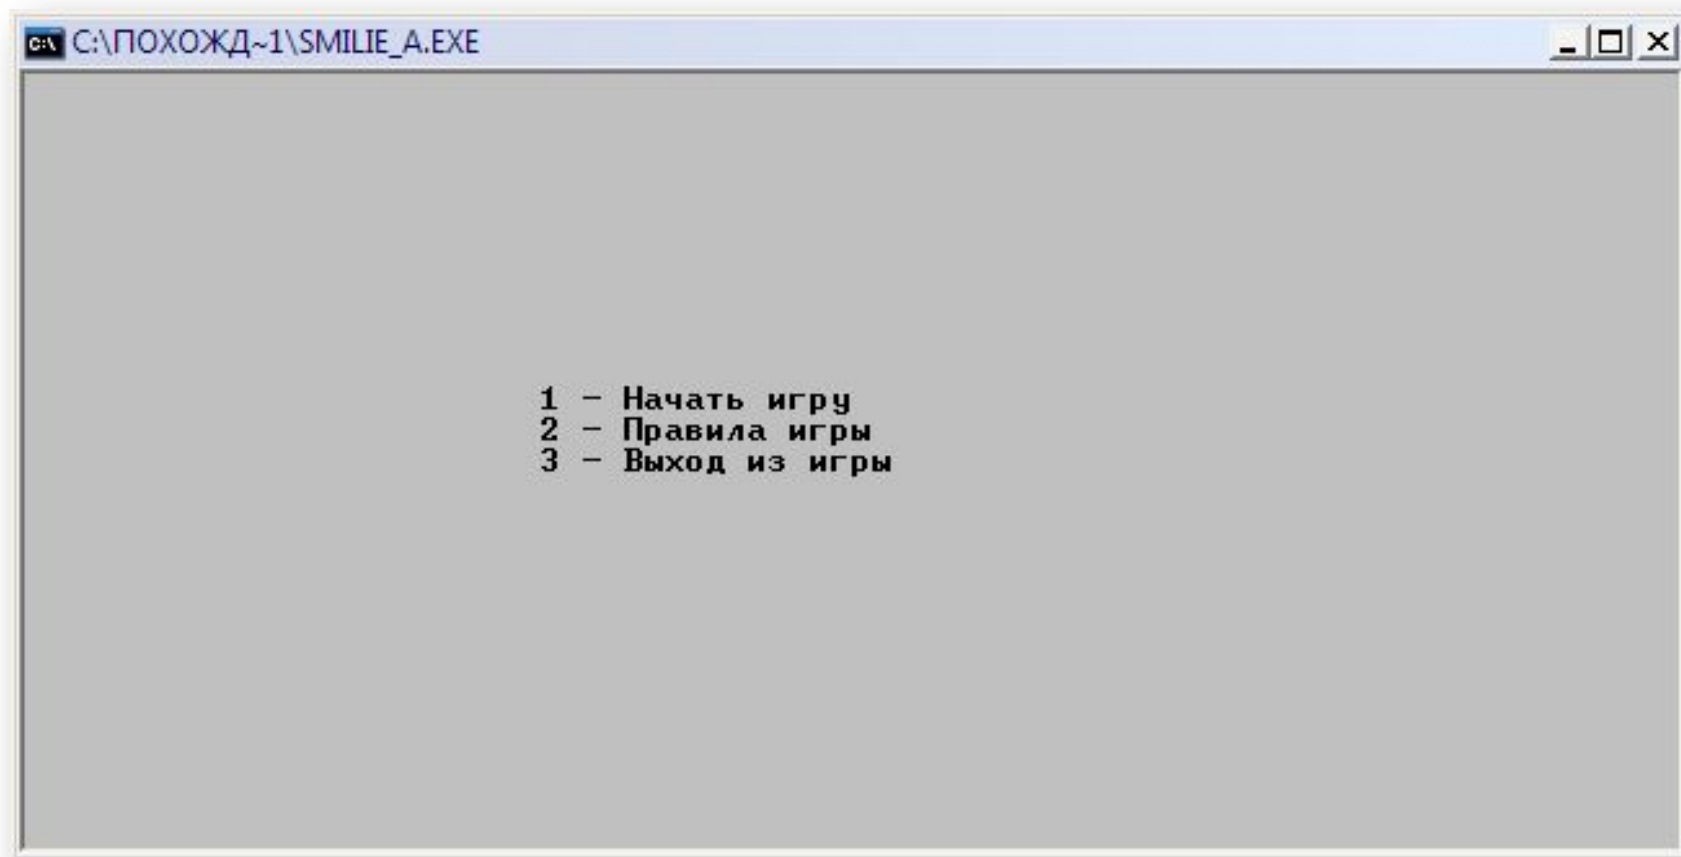 C:\ПОХОЖД~1\SMILIE_A.EXE
1 - Начать игру
2 - Правила игры
3 - Выход из игры